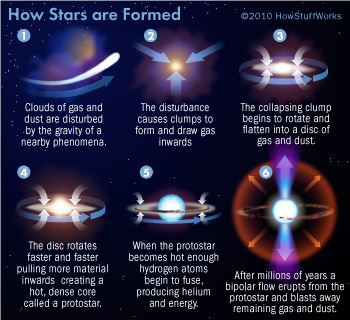 How Stars are Formed
©2010 HowStuffWorks
1
Clouds of gas and
dust are disturbed
by the gravity of a
nearby phenomena.
2
The disturbance
causes clumps to
form and draw gas
inwards
3
The collapsing clump
begins to rotate and
flatten into a disc of
gas and dust.
4
The disc rotates
faster and faster
pulling more material
inwards creating a
hot, dense core
called a protostar.
5
When the protostar
becomes hot enough
hydrogen atoms
begin to fuse,
producing helium
and energy.
6
After millions of years a
bipolar flow erupts from the
protostar and blasts away
remaining gas and dust.